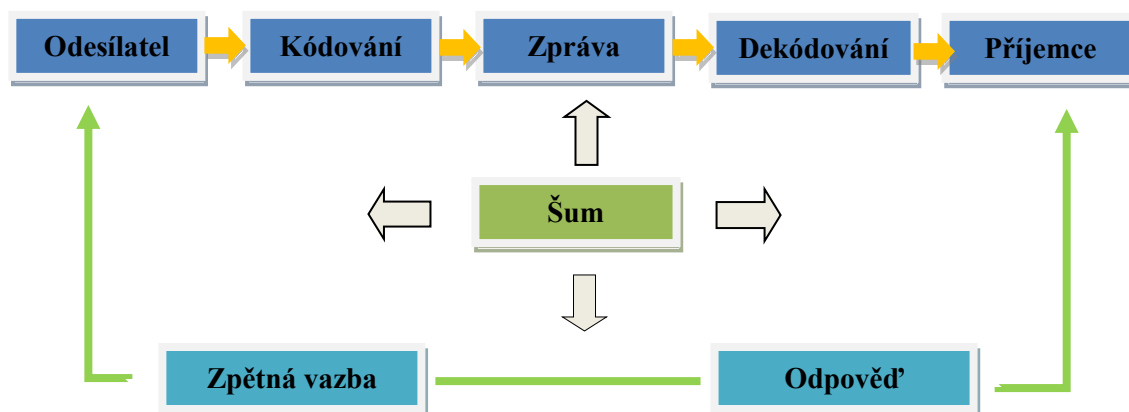 Odesílatel
Kódování
Zpráva
Dekódování
Příjemce
Šum
Zpětná vazba
Odpověď